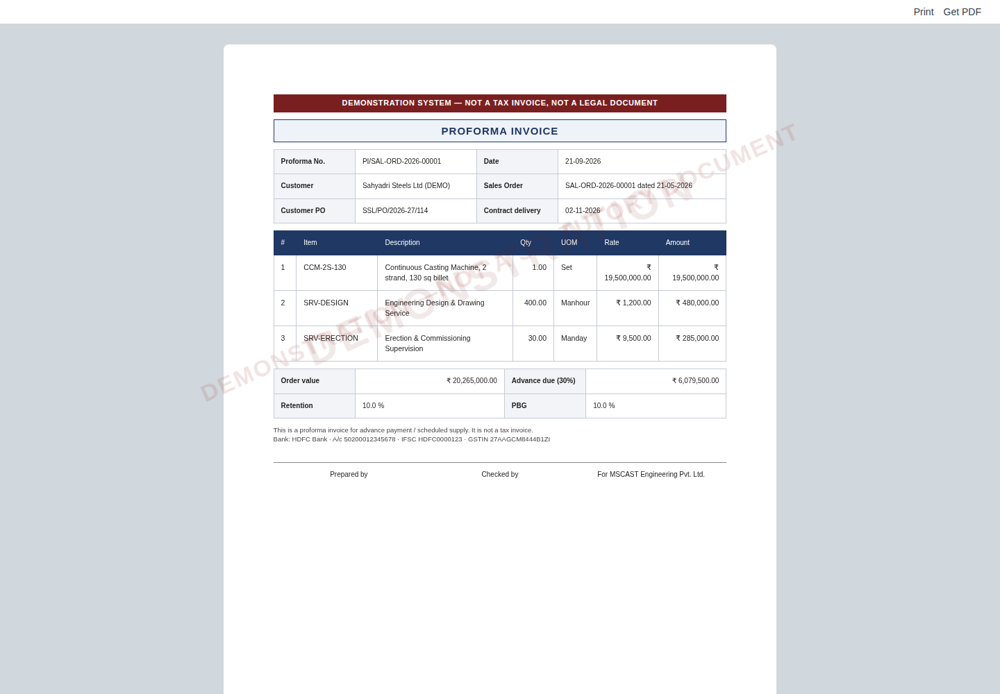 Print Get PDF
DEMONSTRATION SYSTEM — NOT A TAX INVOICE, NOT A LEGAL DOCUMENT
PROFORMA INVOICE
Proforma No. PI/SAL-ORD-2026-00001 Date 21-09-2026
Customer Sahyadri Steels Ltd (DEMO) Sales Order SAL-ORD-2026-00001 dated 21-05-2026
Customer PO SSL/PO/2026-27/114 Contract delivery 02-11-2026
# Item Description Qty UOM Rate Amount
1 CCM-2S-130 Continuous Casting Machine, 2 1.00 Set ₹ ₹
strand, 130 sq billet 19,500,000.00 19,500,000.00
2 SRV-DESIGN Engineering Design & Drawing 400.00 Manhour ₹ 1,200.00 ₹ 480,000.00
Service
3 SRV-ERECTION Erection & Commissioning 30.00 Manday ₹ 9,500.00 ₹ 285,000.00
Supervision
Order value ₹ 20,265,000.00 Advance due (30%) ₹ 6,079,500.00
Retention 10.0 % PBG 10.0 %
This is a proforma invoice for advance payment / scheduled supply. It is not a tax invoice.
Bank: HDFC Bank · A/c 50200012345678 · IFSC HDFC0000123 · GSTIN 27AAGCM8444B1ZI
Prepared by Checked by For MSCAST Engineering Pvt. Ltd.
DEMONSTRATION
DEMONSTRATION — NOT A STATUTORY DOCUMENT